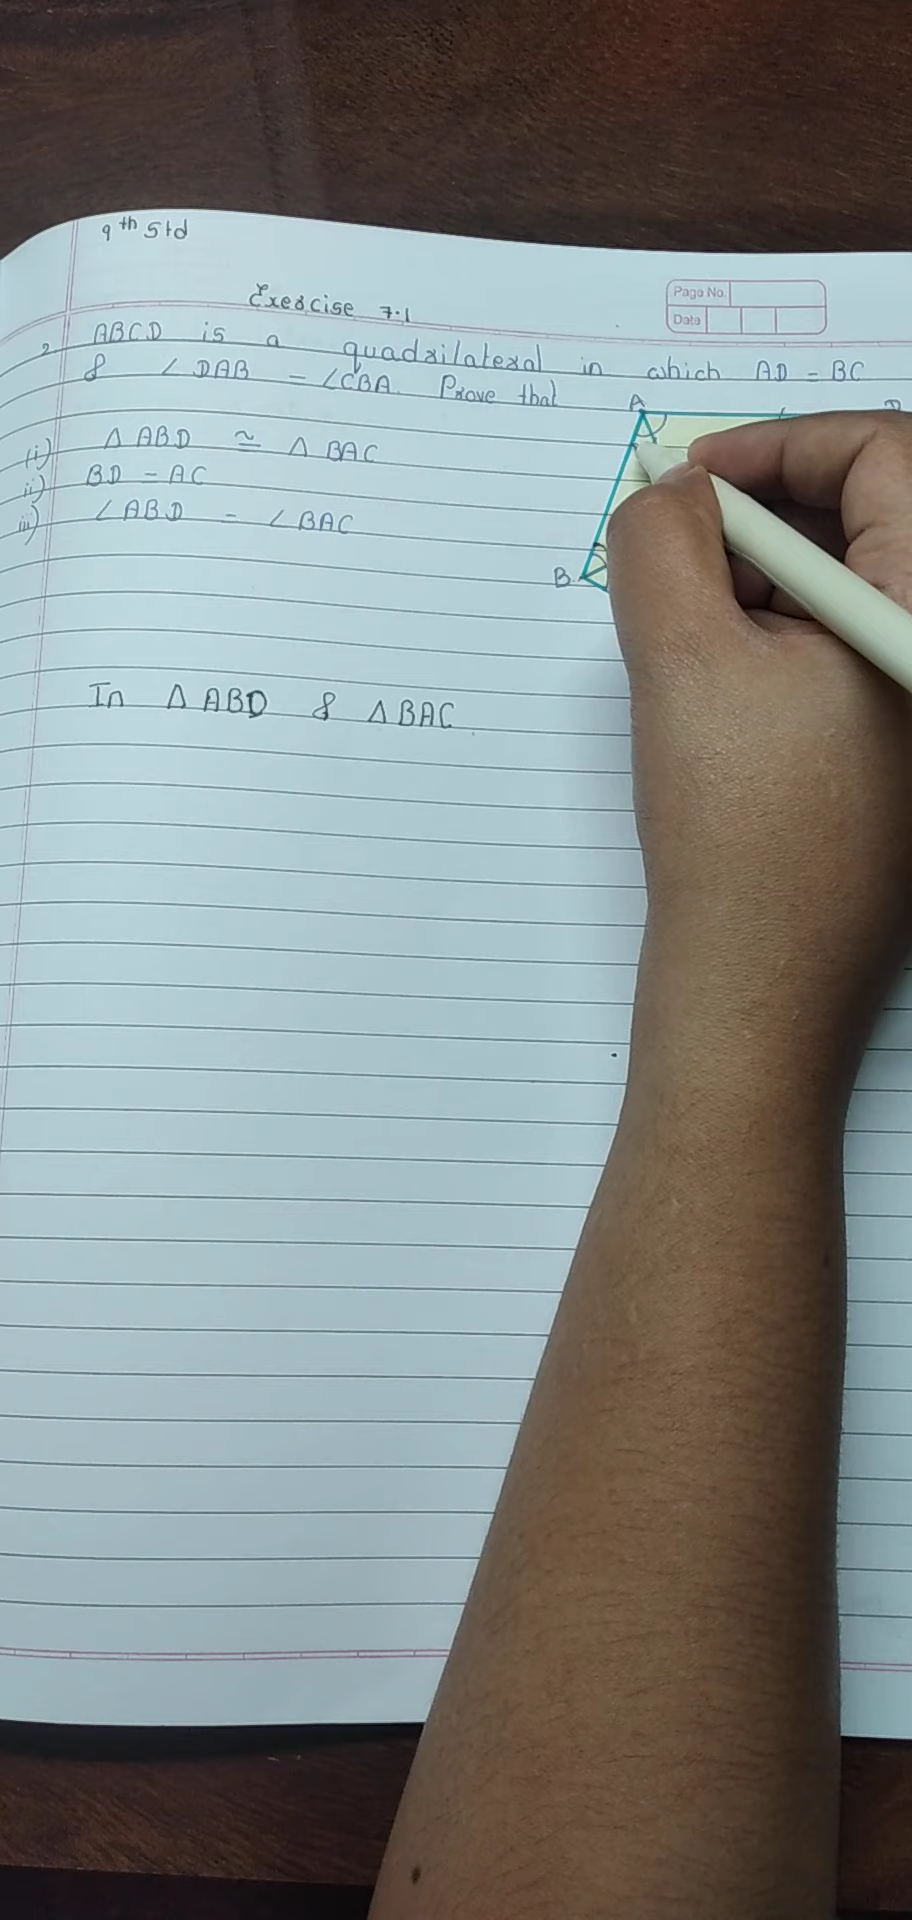 9th Std
Exercise 7.1
Page No.
Date
2. ABCD is a quadrilateral in which AD = BC
& ∠DAB = ∠CBA. Prove that
(i) Δ ABD ≅ Δ BAC
ii) BD = AC
iii) ∠ABD = ∠BAC
A
B
In Δ ABD & Δ BAC.